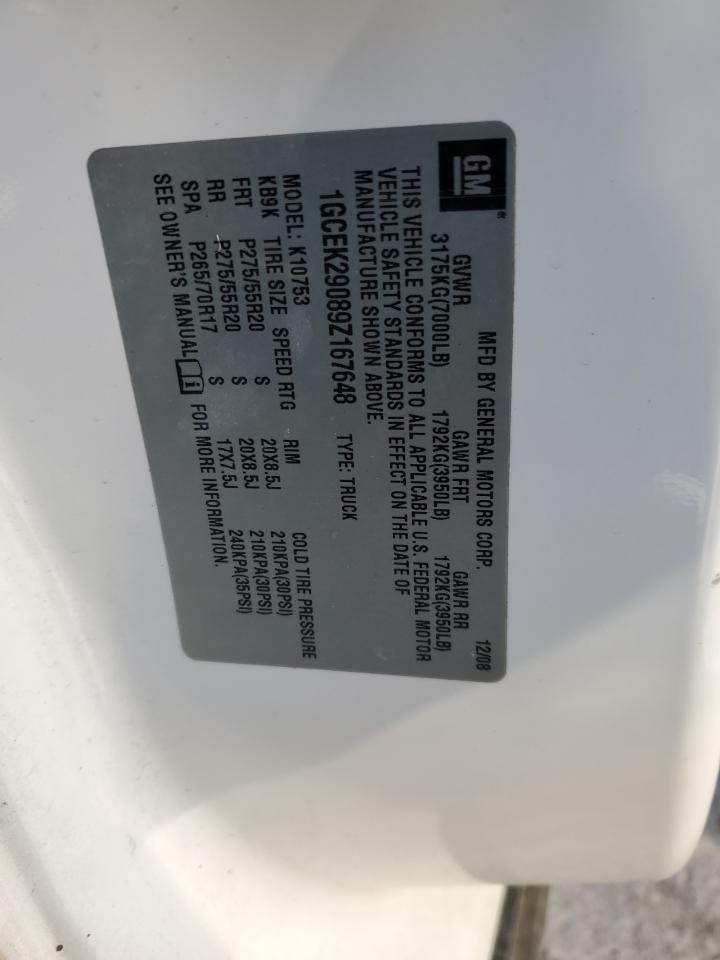 GM
®
MFD BY GENERAL MOTORS CORP. 12/08
GVWR GAWR FRT GAWR RR
3175KG(7000LB) 1792KG(3950LB) 1792KG(3950LB)
THIS VEHICLE CONFORMS TO ALL APPLICABLE U.S. FEDERAL MOTOR
VEHICLE SAFETY STANDARDS IN EFFECT ON THE DATE OF
MANUFACTURE SHOWN ABOVE.
1GCEK29089Z167648 TYPE: TRUCK
MODEL: K10753
KB9K TIRE SIZE SPEED RTG RIM COLD TIRE PRESSURE
FRT P275/55R20 S 20X8.5J 210KPA(30PSI)
RR P275/55R20 S 20X8.5J 210KPA(30PSI)
SPA P265/70R17 S 17X7.5J 240KPA(35PSI)
SEE OWNER'S MANUAL i FOR MORE INFORMATION.